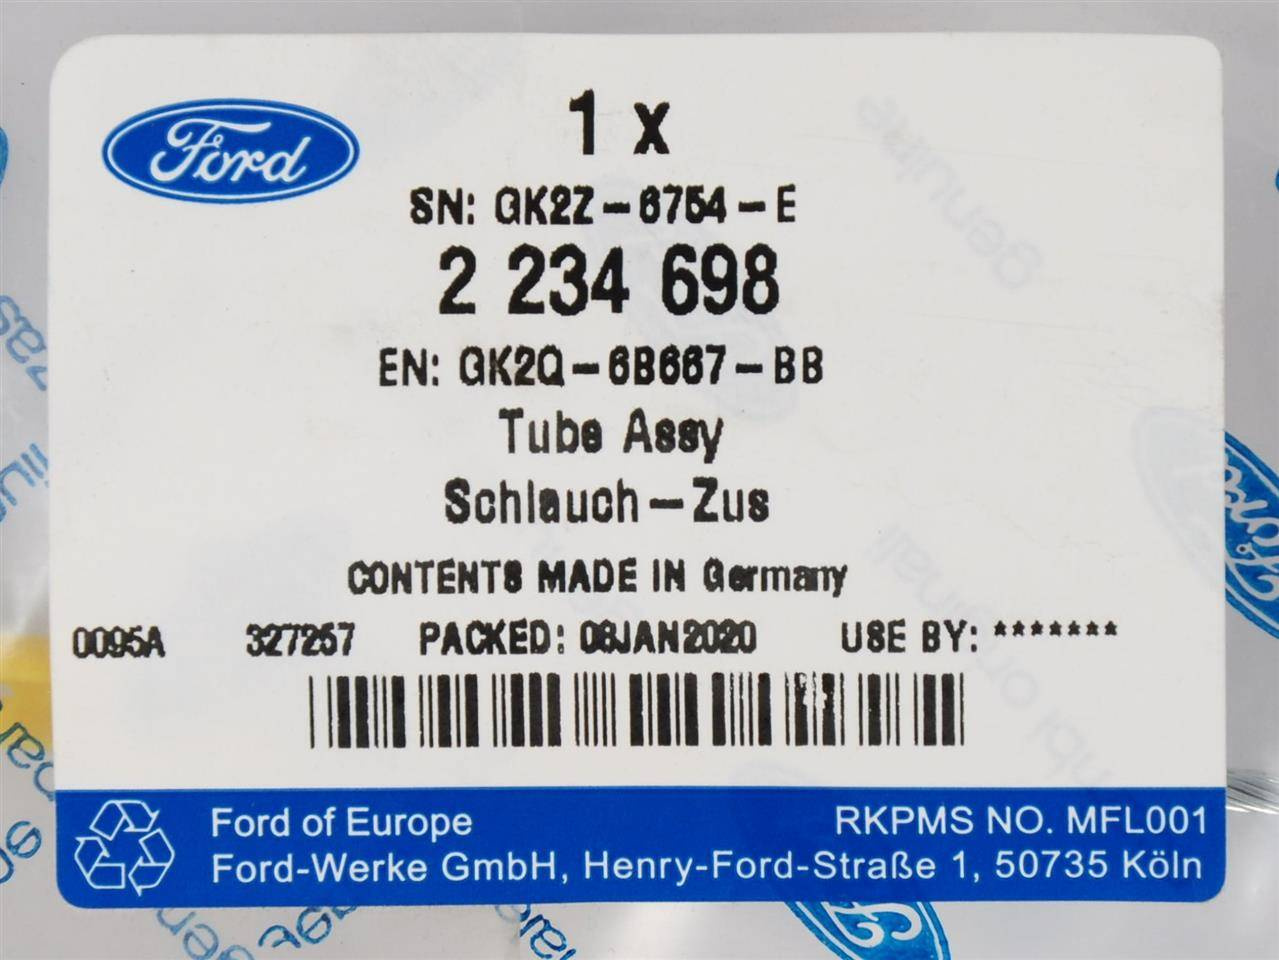 Ford
1 x
SN: GK2Z-6754-E
2 234 698
EN: GK2Q-6B667-BB
Tube Assy
Schlauch-Zus
CONTENTS MADE IN Germany
0095A 327257 PACKED: 06JAN2020 USE BY: *******
Ford of Europe RKPMS NO. MFL001
Ford-Werke GmbH, Henry-Ford-Straße 1, 50735 Köln
genuine